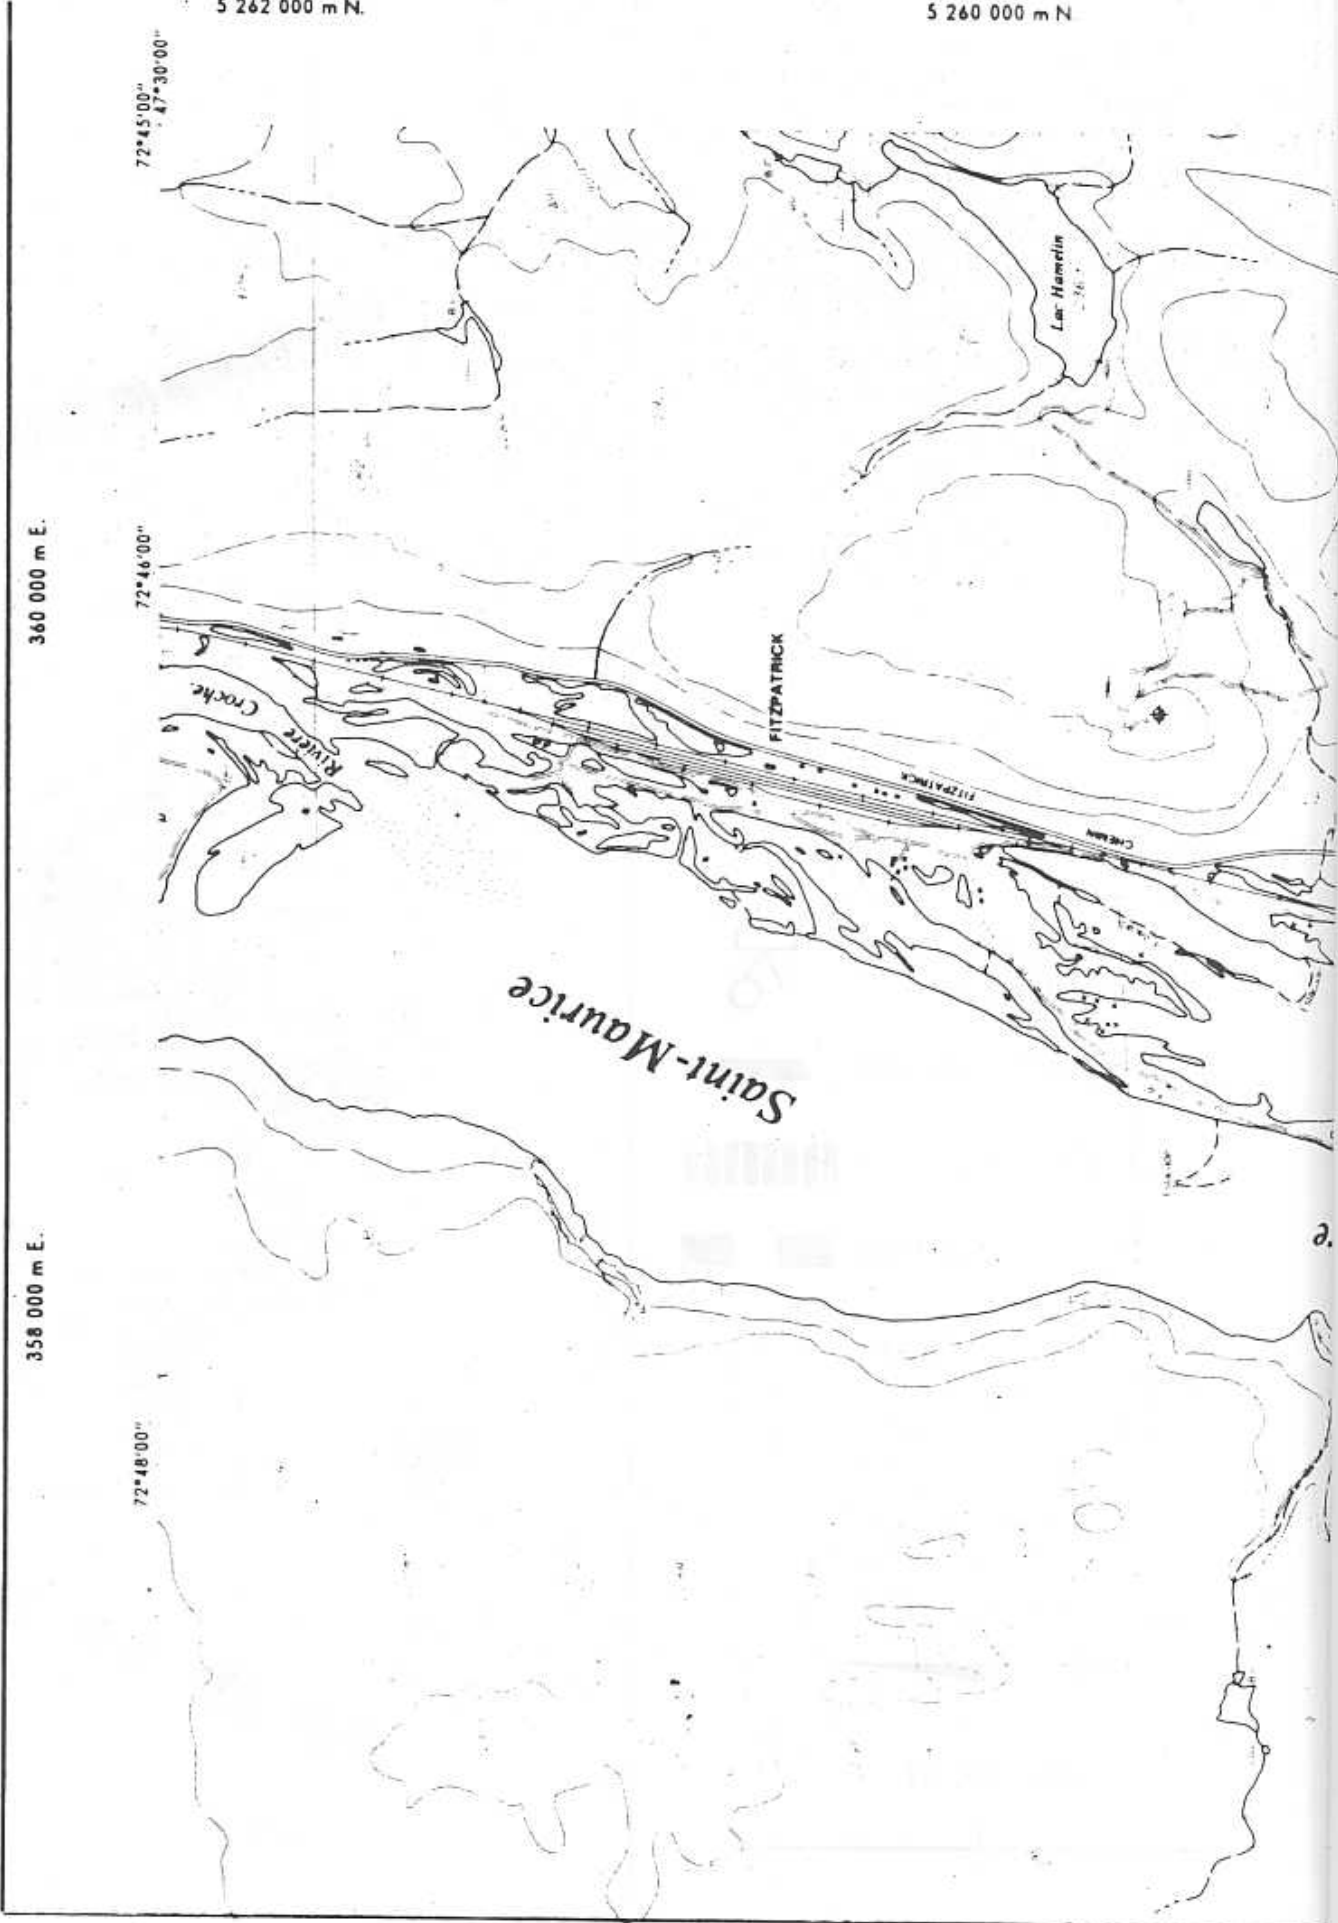 5 262 000 m N.
5 260 000 m N
72°45'00"
47°30'00"
Lac Hamelin
360 000 m E.
72°46'00"
Croche
Rivière
FITZPATRICK
FITZPATRICK
CHEMIN
Saint-Maurice
358 000 m E.
72°48'00"
e.